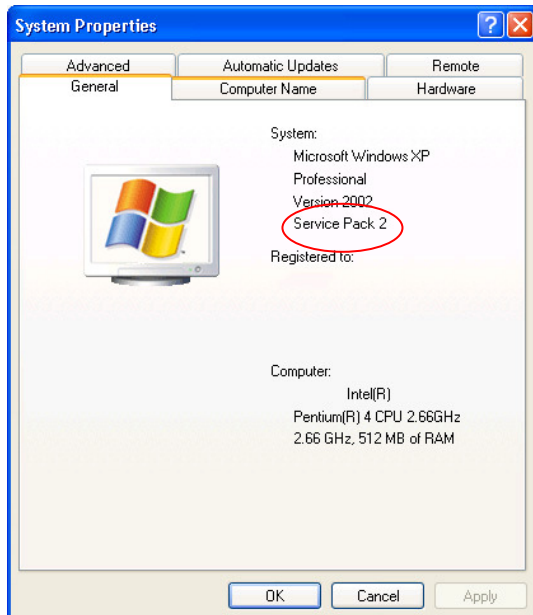 System Properties
Advanced
Automatic Updates
Remote
General
Computer Name
Hardware
System:
Microsoft Windows XP
Professional
Version 2002
Service Pack 2
Registered to:
Computer:
Intel(R)
Pentium(R) 4 CPU 2.66GHz
2.66 GHz, 512 MB of RAM
OK
Cancel
Apply